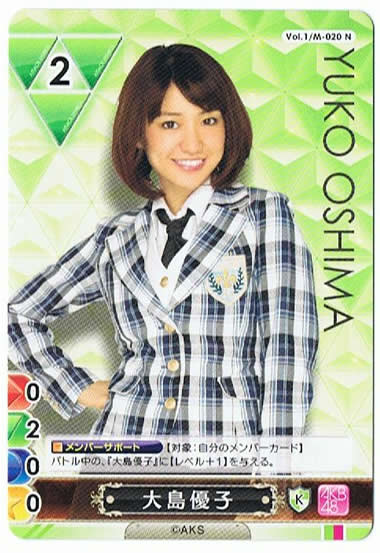 Vol.1/M-020 N
2
YUKO OSHIMA
0
2
0
0
メンバーサポート 【対象:自分のメンバーカード】
バトル中の、『大島優子』に【レベル+1】を与える。
大島優子
K
AKB
48
©AKS